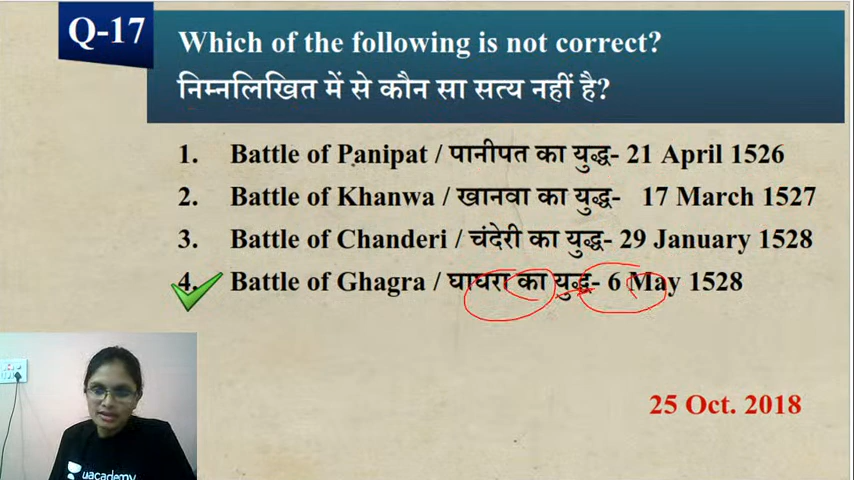 Q-17
Which of the following is not correct?
निम्नलिखित में से कौन सा सत्य नहीं है?
1. Battle of Panipat / पानीपत का युद्ध- 21 April 1526
2. Battle of Khanwa / खानवा का युद्ध- 17 March 1527
3. Battle of Chanderi / चंदेरी का युद्ध- 29 January 1528
4. Battle of Ghagra / घाघरा का युद्ध- 6 May 1528
25 Oct. 2018
uacademy